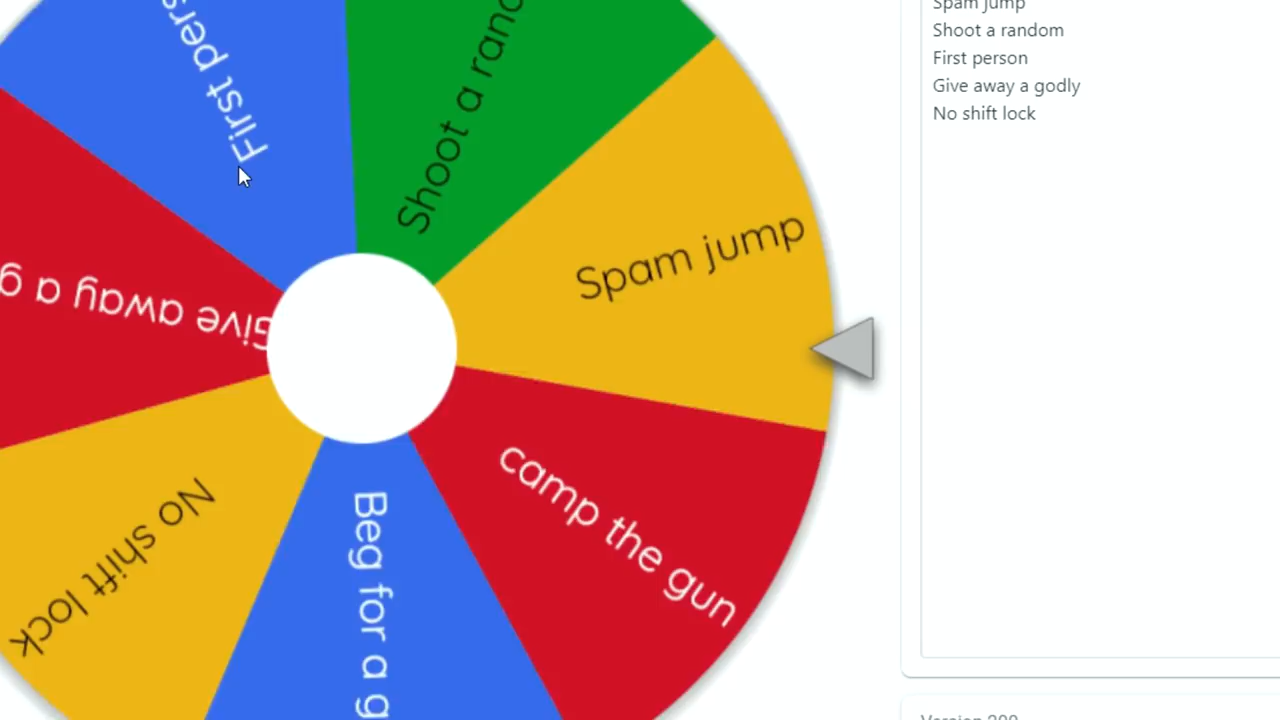 First pers
Shoot a rand
Spam jump
camp the gun
Beg for a g
No shift lock
Give away a g
Spam jump
Shoot a random
First person
Give away a godly
No shift lock